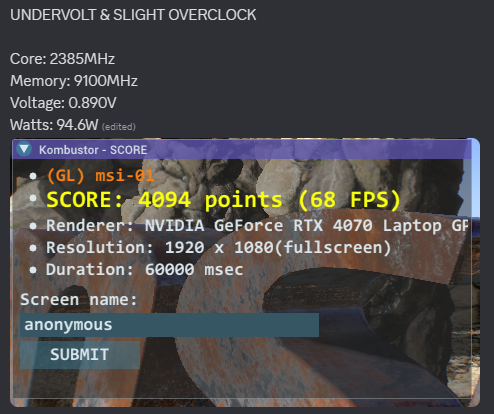 UNDERVOLT & SLIGHT OVERCLOCK
Core: 2385MHz
Memory: 9100MHz
Voltage: 0.890V
Watts: 94.6W (edited)
Kombustor - SCORE
• (GL) msi-01
• SCORE: 4094 points (68 FPS)
• Renderer: NVIDIA GeForce RTX 4070 Laptop GP
• Resolution: 1920 x 1080(fullscreen)
• Duration: 60000 msec
Screen name:
anonymous
SUBMIT